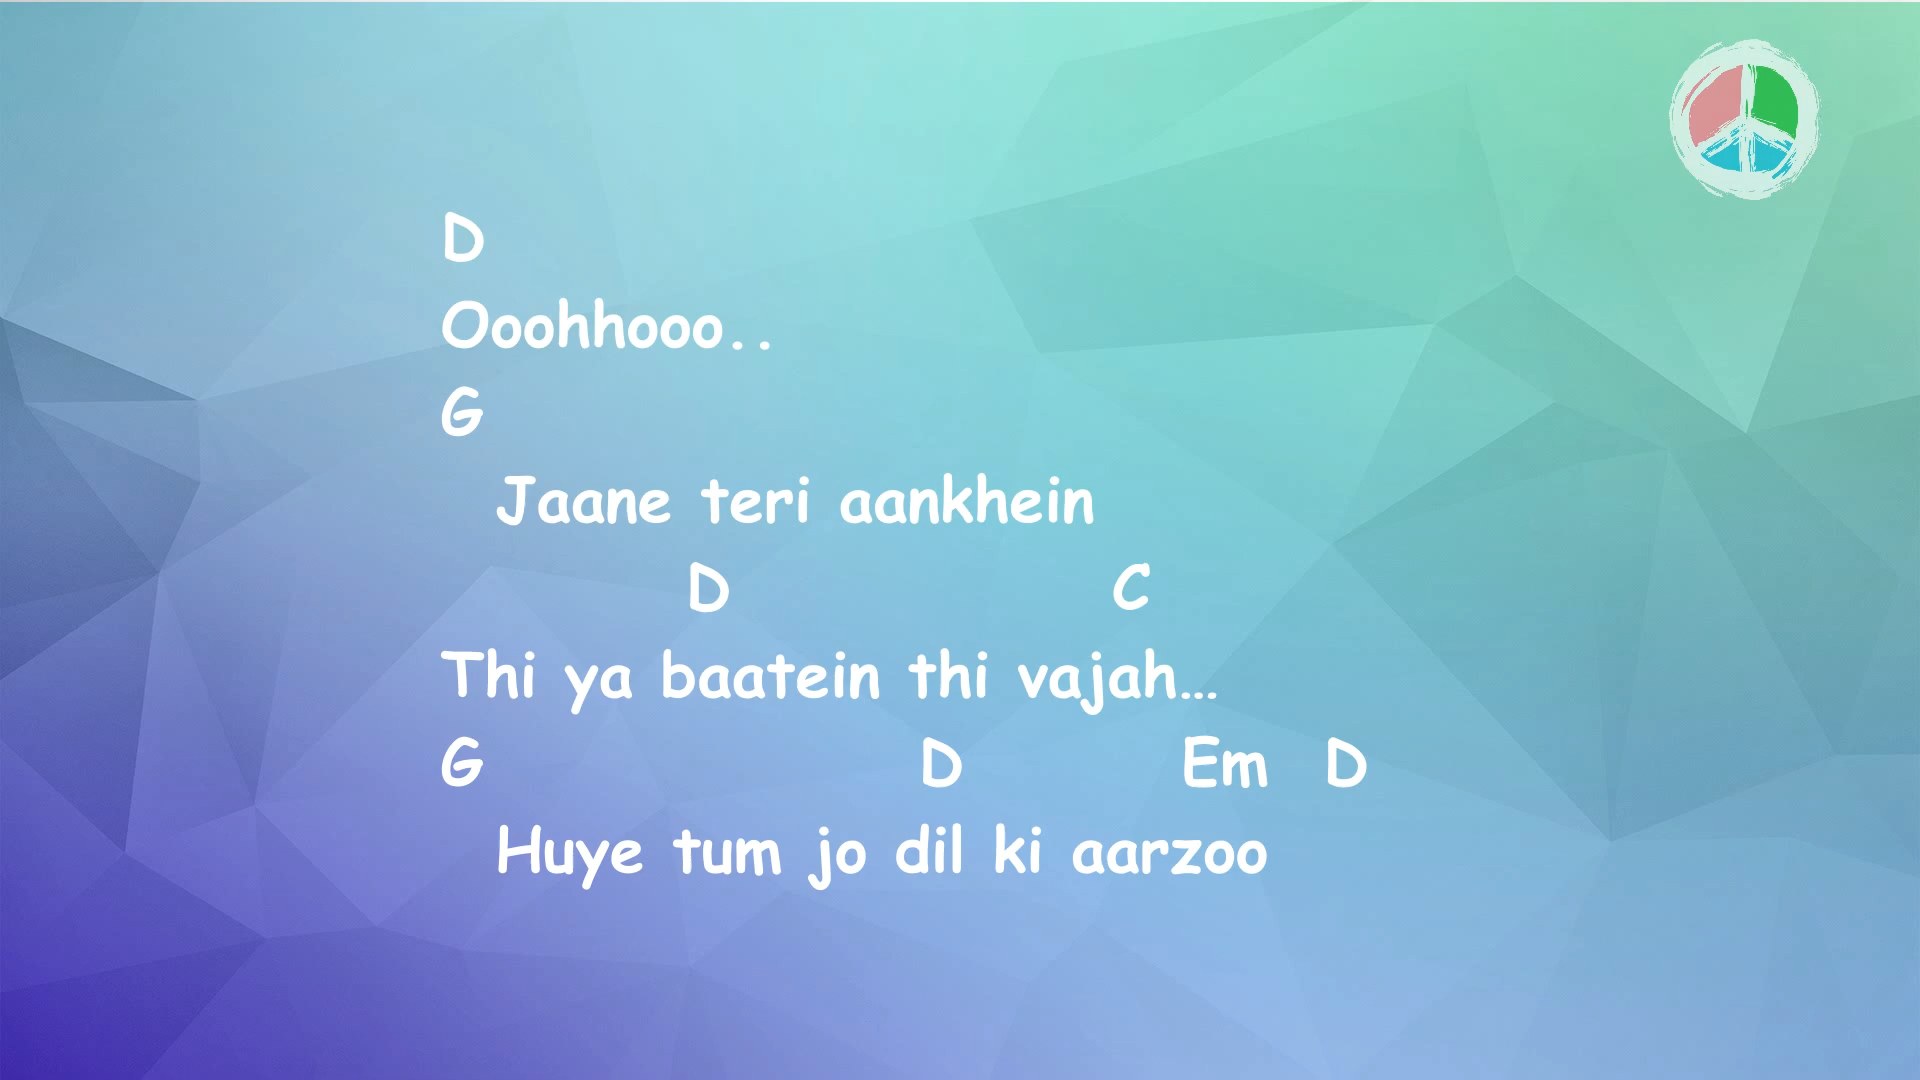 D
Ooohhooo..
G
Jaane teri aankhein
D C
Thi ya baatein thi vajah...
G D Em D
Huye tum jo dil ki aarzoo